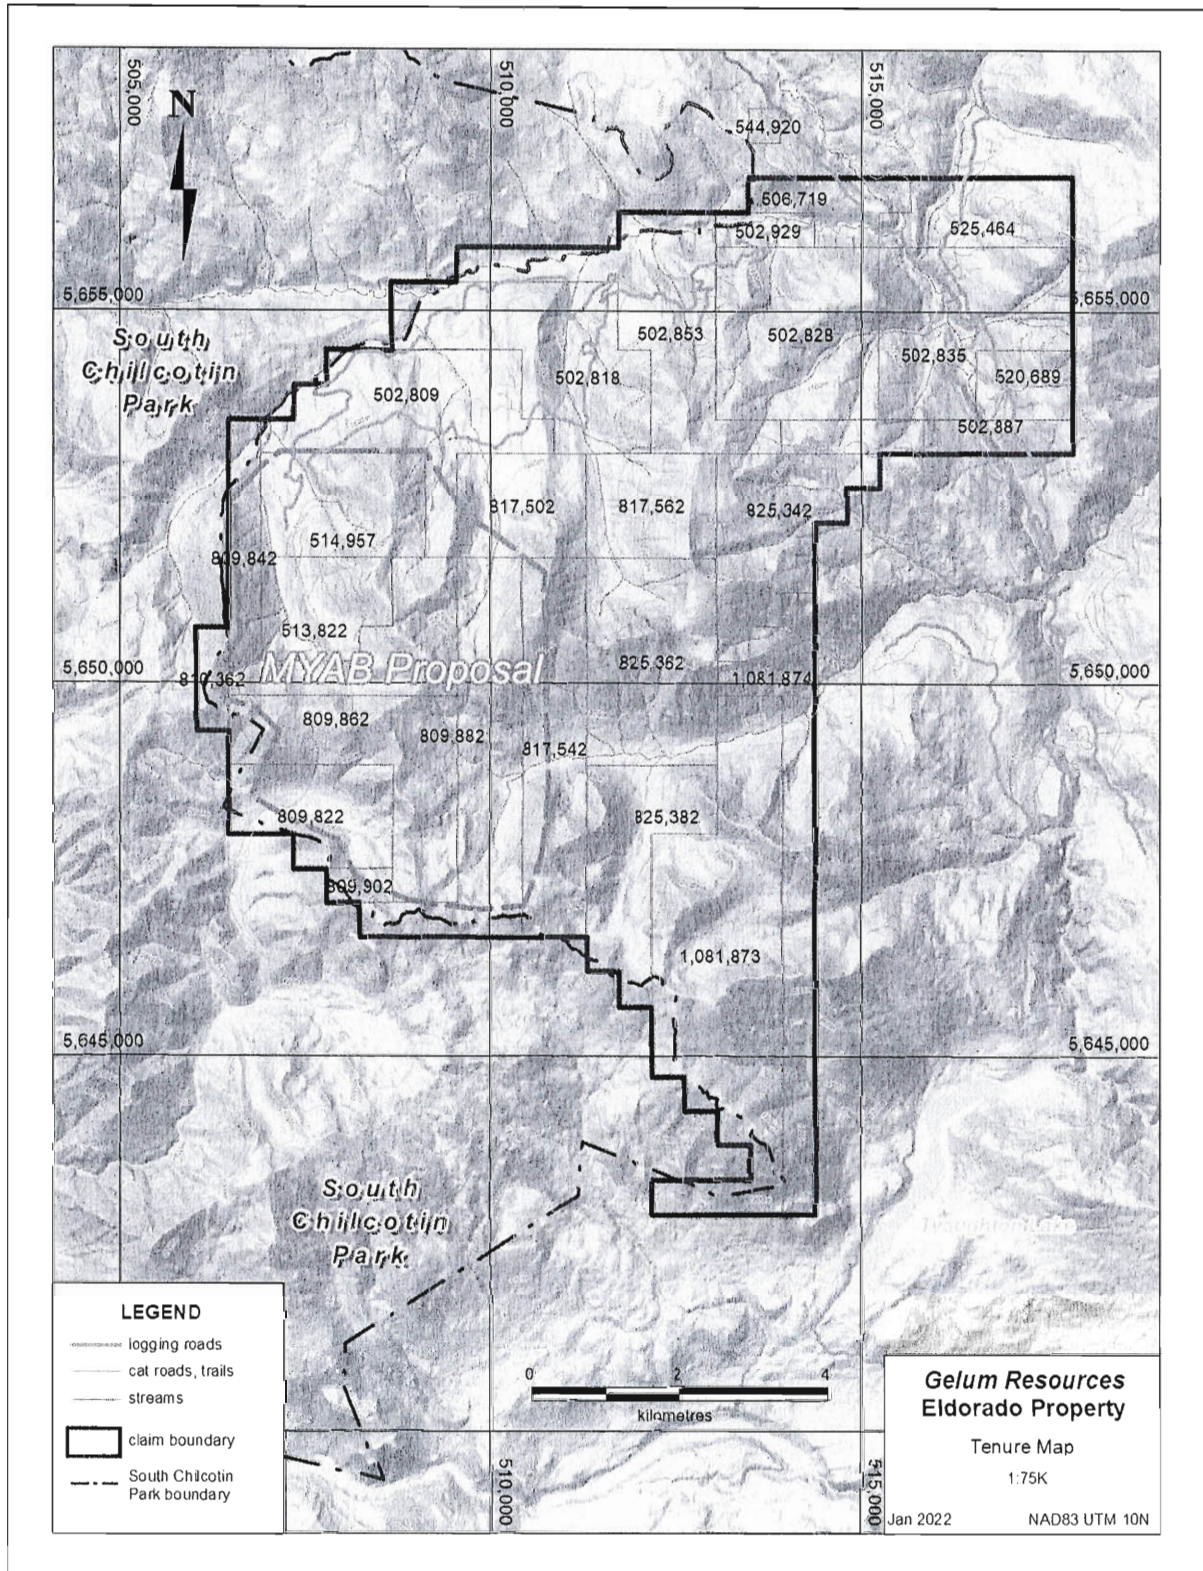 505,000
510,000
515,000
N
544,920
506,719
502,929
525,464
5,655,000
5,655,000
South
Chilcotin
Park
502,853
502,828
502,835
502,818
520,689
502,809
502,887
817,502
817,562
825,342
514,957
809,842
513,822
MYAB Proposal
825,362
810,362
1,081,874
5,650,000
5,650,000
809,862
809,882
817,542
809,822
825,382
809,902
1,081,873
5,645,000
5,645,000
South
Chilcotin
Park
LEGEND
logging roads
cat roads, trails
streams
claim boundary
South Chilcotin
Park boundary
0 2 4
kilometres
510,000
515,000
Gelum Resources
Eldorado Property
Tenure Map
1:75K
Jan 2022 NAD83 UTM 10N